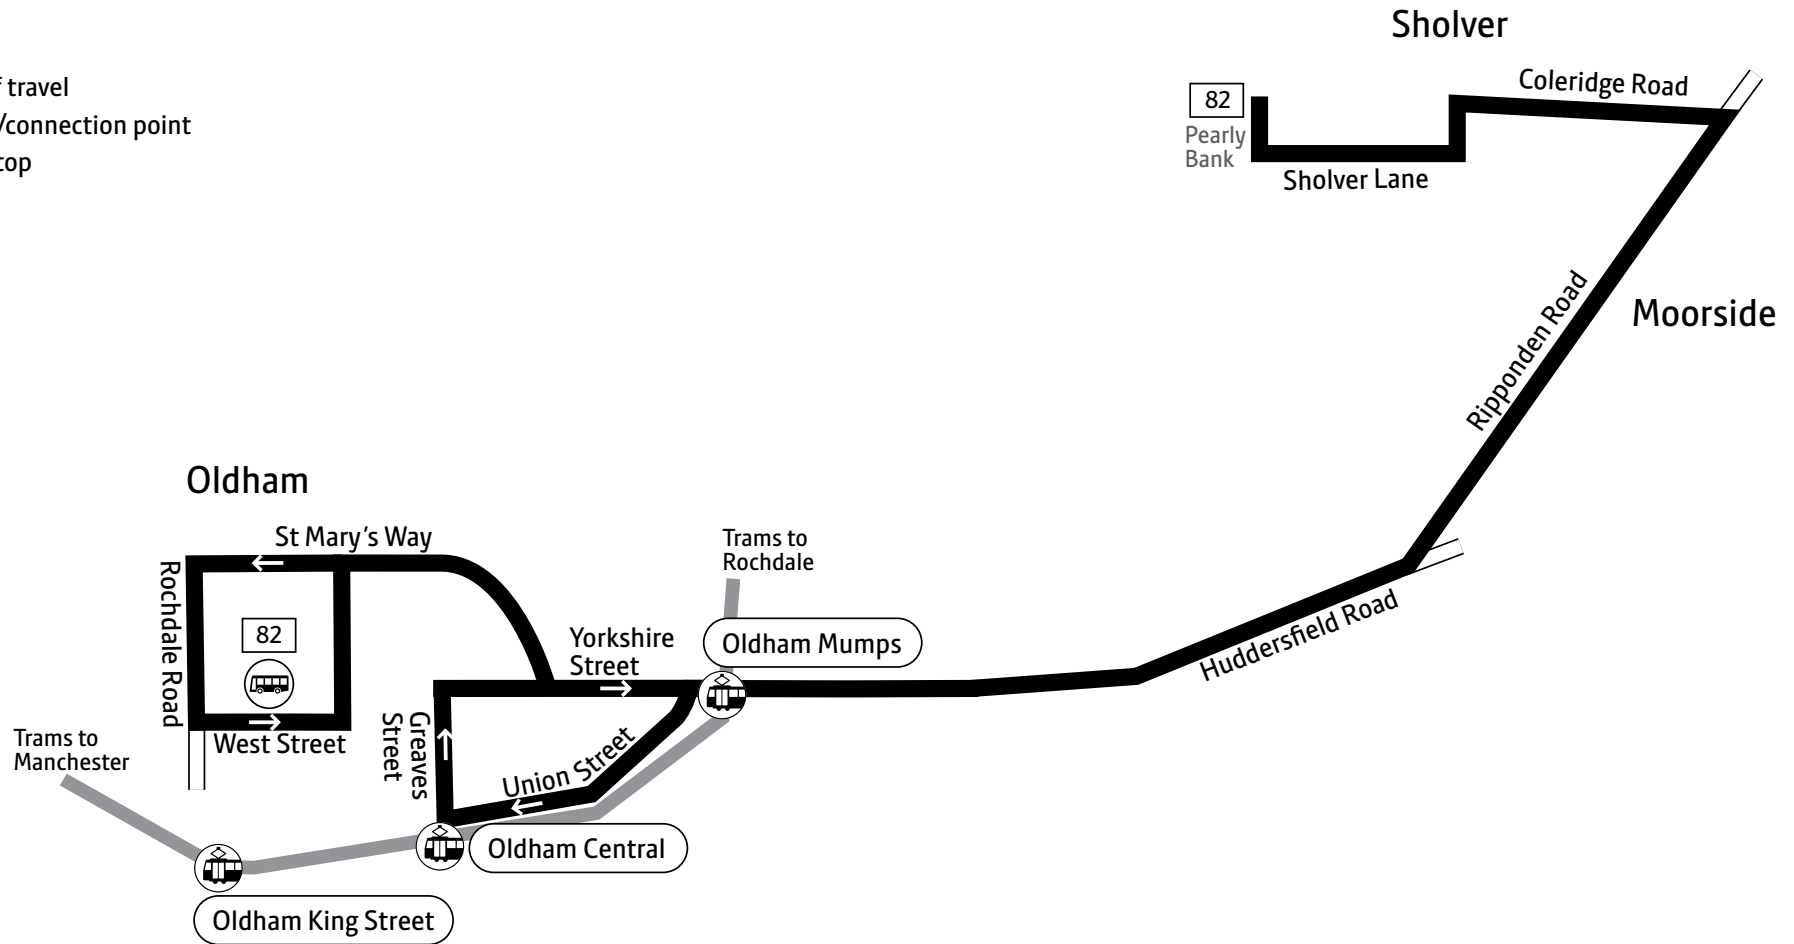 Sholver
travel
/connection point
top
82
Pearly
Bank
Coleridge Road
Sholver Lane
Ripponden Road
Moorside
Oldham
St Mary's Way
Rochdale Road
82
West Street
Trams to
Rochdale
Yorkshire
Street
Oldham Mumps
Huddersfield Road
Greaves
Street
Union Street
Trams to
Manchester
Oldham Central
Oldham King Street